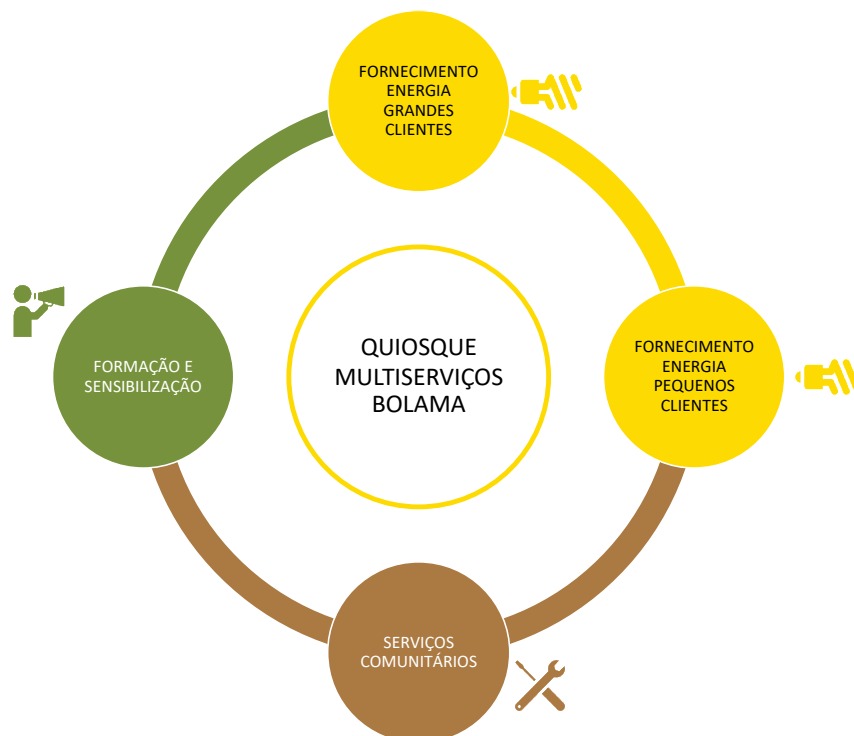 FORNECIMENTO
ENERGIA
GRANDES
CLIENTES
FORMAÇÃO E
SENSIBILIZAÇÃO
QUIOSQUE
MULTISERVIÇOS
BOLAMA
FORNECIMENTO
ENERGIA
PEQUENOS
CLIENTES
SERVIÇOS
COMUNITÁRIOS